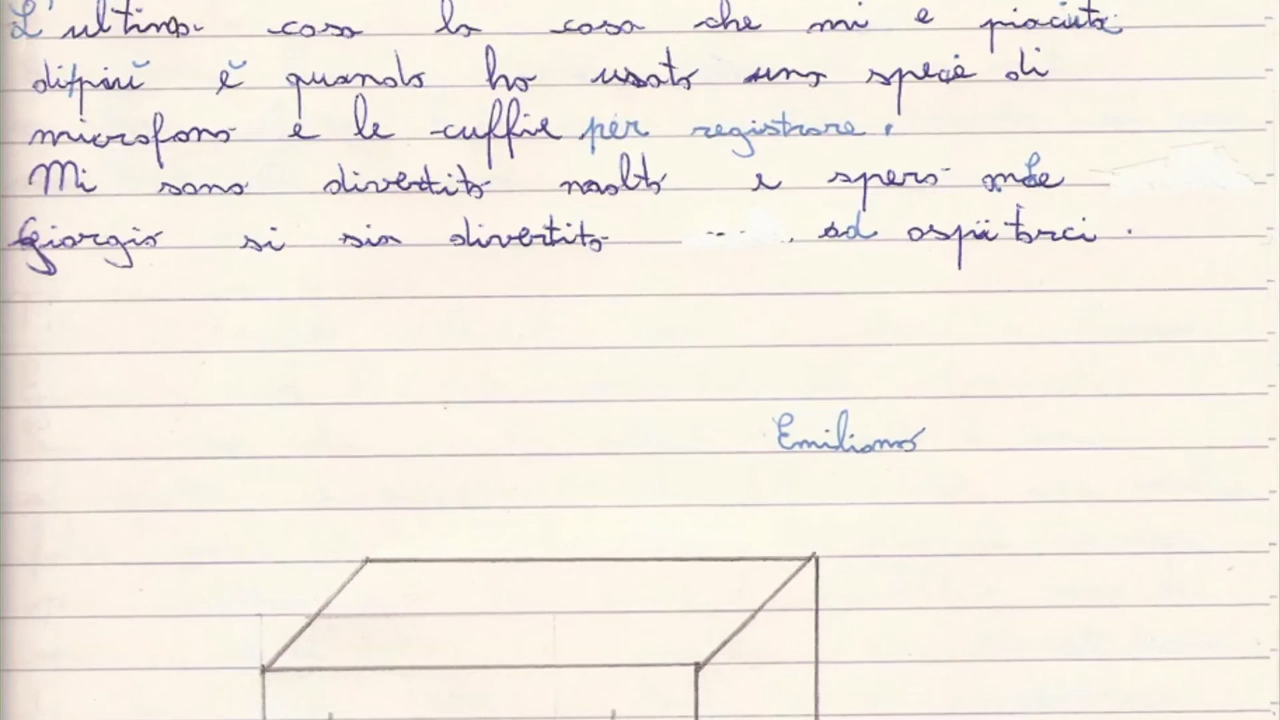 L'ultima cosa la cosa che mi è piaciuta
di più è quando ho usato una specie di
microfono e le cuffie per registrare.
Mi sono divertito molto e spero che
Giorgio si sia divertito ad ospitarci.
Emiliano